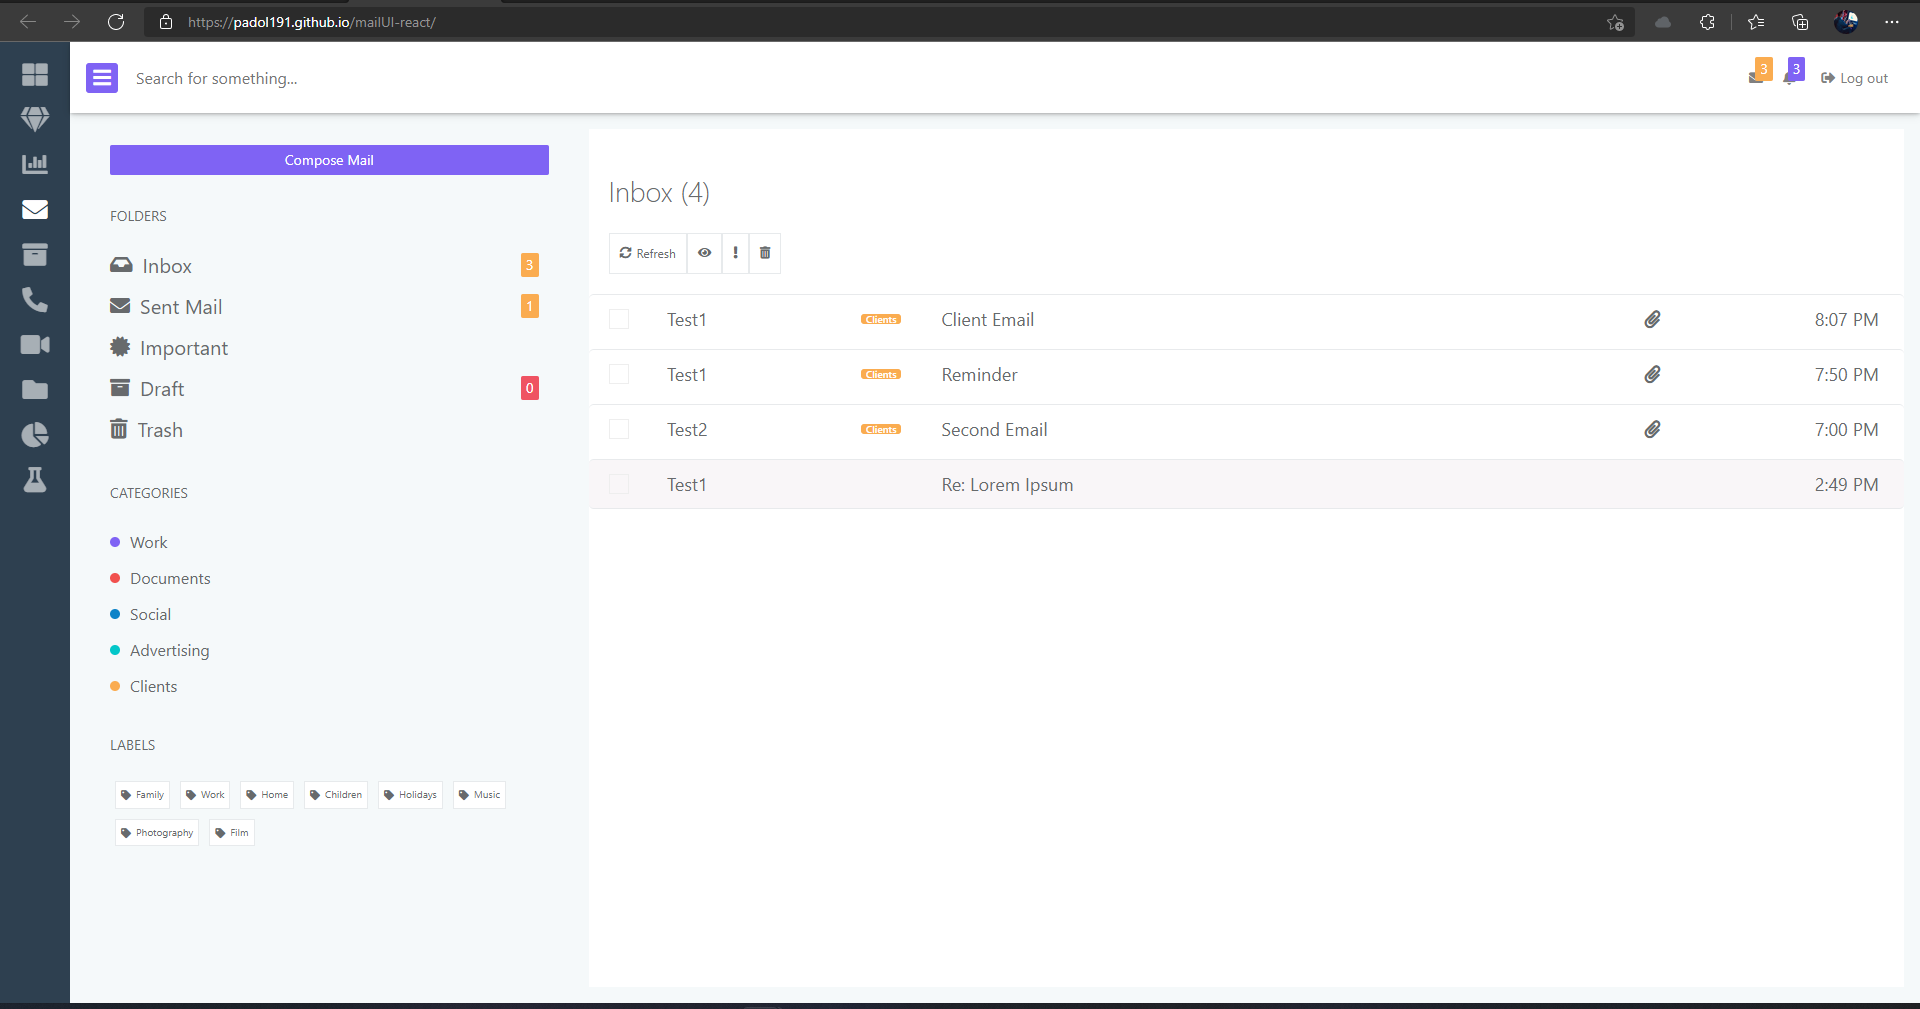 https://padol191.github.io/mailUI-react/
Search for something...
3
3
Log out
Compose Mail
FOLDERS
Inbox 3
Sent Mail 1
Important
Draft 0
Trash
CATEGORIES
Work
Documents
Social
Advertising
Clients
LABELS
Family Work Home Children Holidays Music
Photography Film
Inbox (4)
Refresh
Test1 Clients Client Email 8:07 PM
Test1 Clients Reminder 7:50 PM
Test2 Clients Second Email 7:00 PM
Test1 Re: Lorem Ipsum 2:49 PM